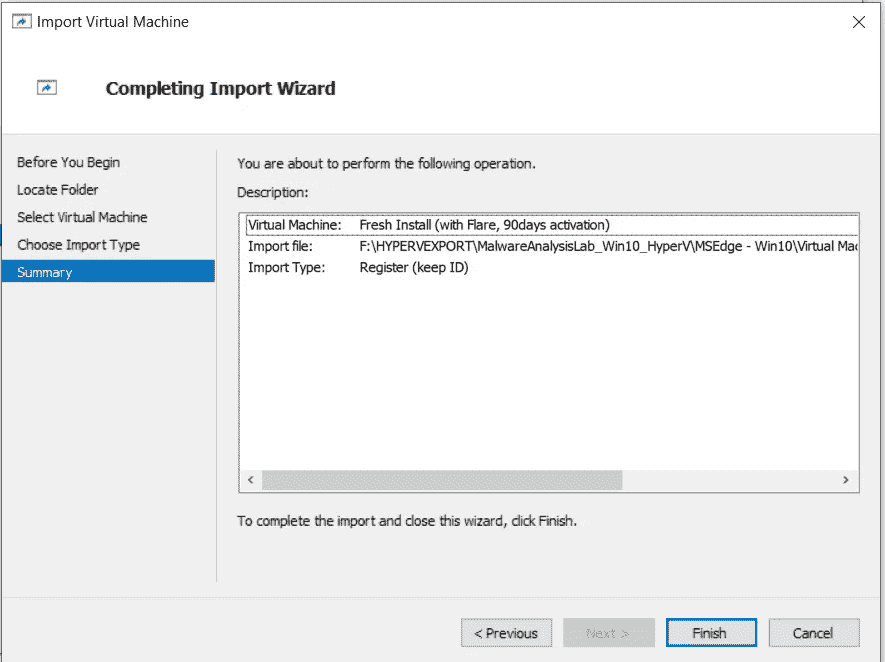 Import Virtual Machine
Completing Import Wizard
Before You Begin
Locate Folder
Select Virtual Machine
Choose Import Type
Summary
You are about to perform the following operation.
Description:
Virtual Machine: Fresh Install (with Flare, 90days activation)
Import file: F:\HYPERVEXPORT\MalwareAnalysisLab_Win10_HyperV\MSEdge - Win10\Virtual Mac
Import Type: Register (keep ID)
To complete the import and close this wizard, click Finish.
< Previous
Next >
Finish
Cancel